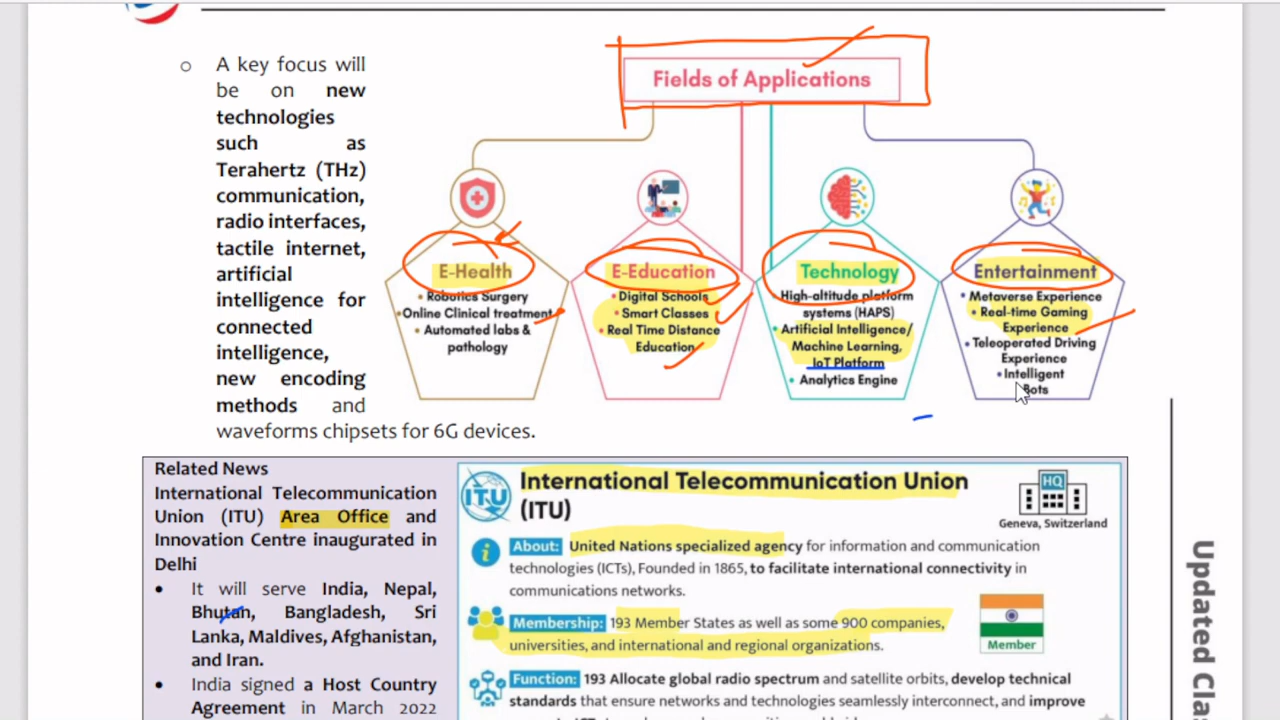 A key focus will
be on new
technologies
such as
Terahertz (THz)
communication,
radio interfaces,
tactile internet,
artificial
intelligence for
connected
intelligence,
new encoding
methods and
waveforms chipsets for 6G devices.
Fields of Applications
E-Health
• Robotics Surgery
• Online Clinical treatment
• Automated labs &
pathology
E-Education
• Digital Schools
• Smart Classes
• Real Time Distance
Education
Technology
High-altitude platform
systems (HAPS)
• Artificial Intelligence/
Machine Learning,
IoT Platform
• Analytics Engine
Entertainment
• Metaverse Experience
• Real-time Gaming
Experience
• Teleoperated Driving
Experience
• Intelligent
Bots
Related News
International Telecommunication
Union (ITU) Area Office and
Innovation Centre inaugurated in
Delhi
• It will serve India, Nepal,
Bhutan, Bangladesh, Sri
Lanka, Maldives, Afghanistan,
and Iran.
• India signed a Host Country
Agreement in March 2022
ITU
International Telecommunication Union
(ITU)
HQ
Geneva, Switzerland
About: United Nations specialized agency for information and communication
technologies (ICTs), Founded in 1865, to facilitate international connectivity in
communications networks.
Membership: 193 Member States as well as some 900 companies,
universities, and international and regional organizations.
Member
Function: 193 Allocate global radio spectrum and satellite orbits, develop technical
standards that ensure networks and technologies seamlessly interconnect, and improve
Updated Cla